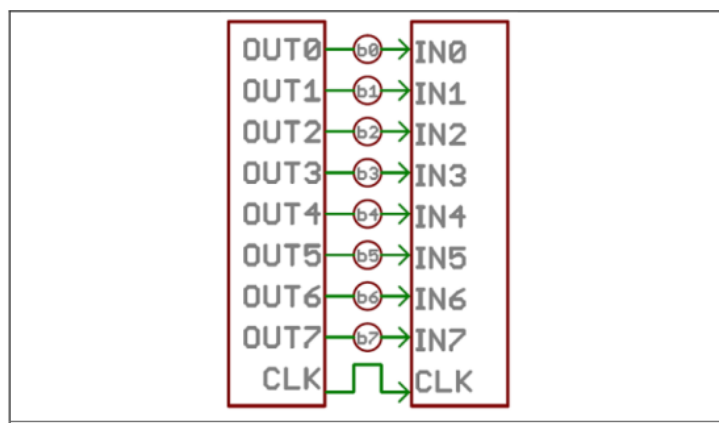 OUT0 b0 IN0
OUT1 b1 IN1
OUT2 b2 IN2
OUT3 b3 IN3
OUT4 b4 IN4
OUT5 b5 IN5
OUT6 b6 IN6
OUT7 b7 IN7
CLK CLK